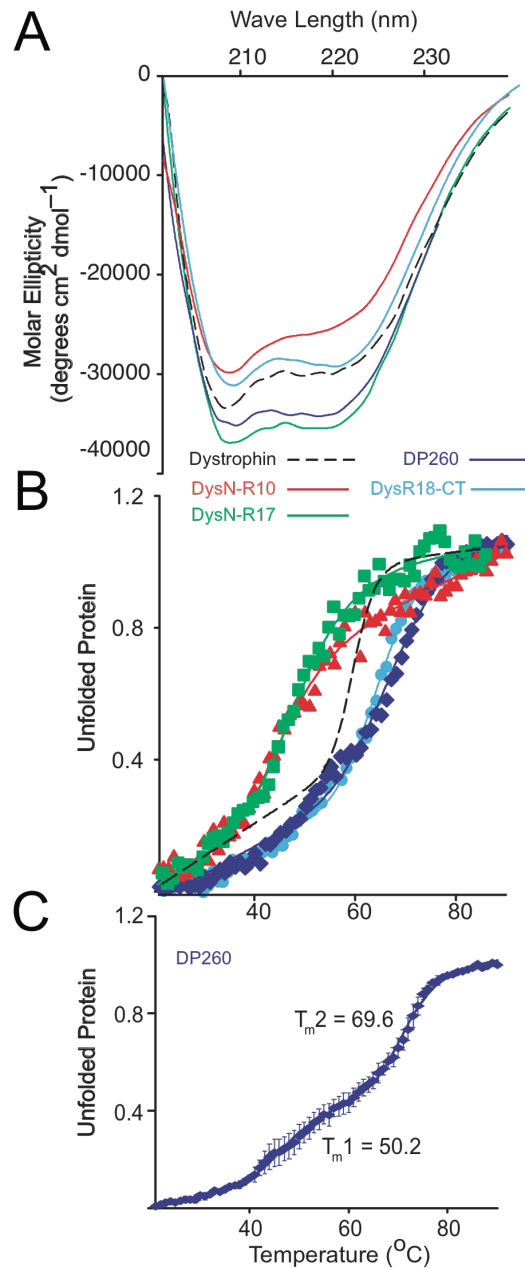 A
Wave Length (nm)
210 220 230
0
-10000
-20000
-30000
-40000
Molar Ellipticity
(degrees cm² dmol⁻¹)
Dystrophin DP260
DysN-R10 DysR18-CT
DysN-R17
B
1.2
0.8
0.4
Unfolded Protein
40 60 80
C
1.2
DP260
0.8
0.4
Unfolded Protein
Tm2 = 69.6
Tm1 = 50.2
40 60 80
Temperature (°C)